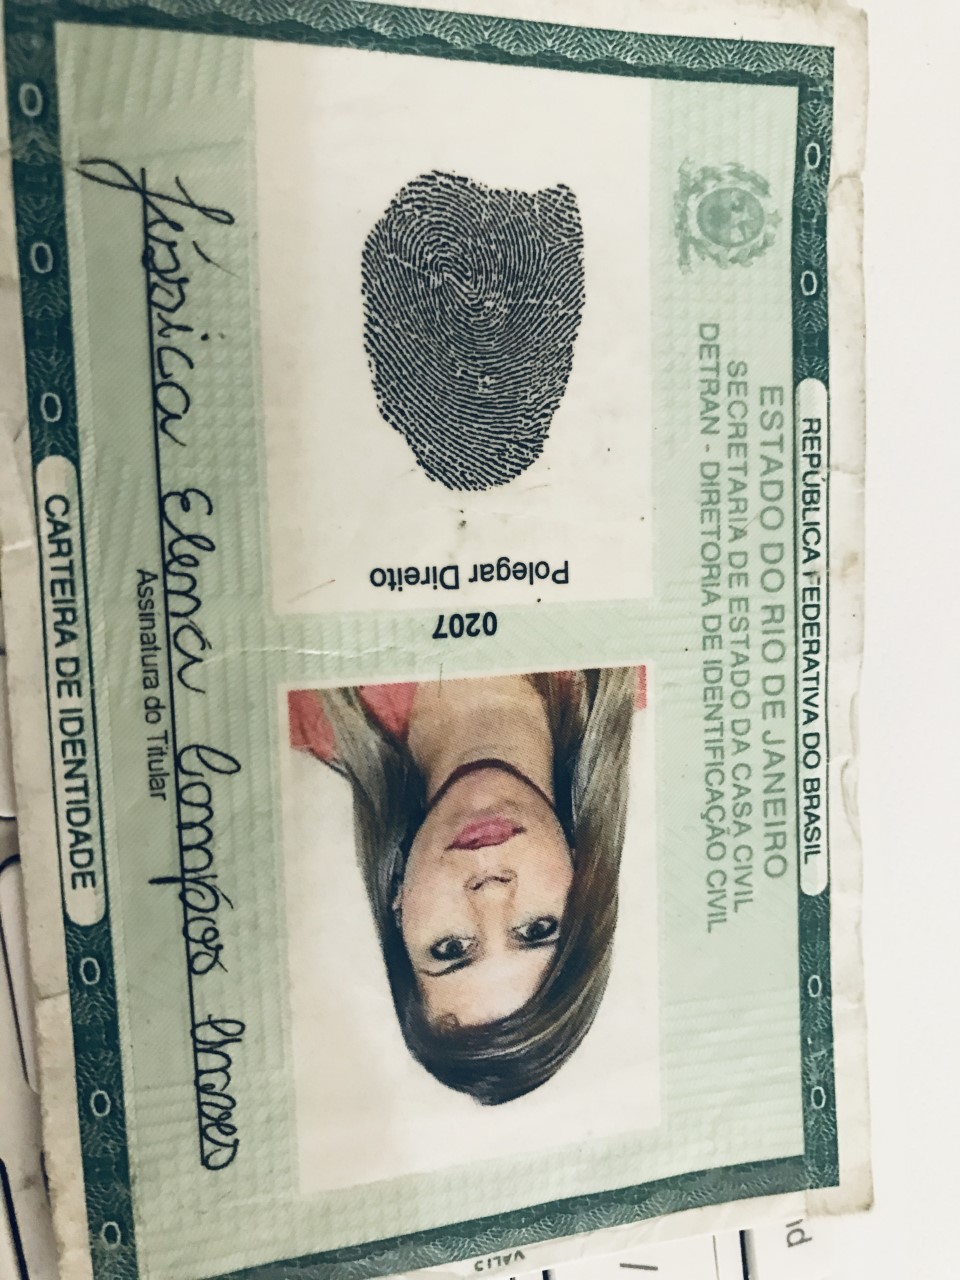 REPÚBLICA FEDERATIVA DO BRASIL
ESTADO DO RIO DE JANEIRO
SECRETARIA DE ESTADO DA CASA CIVIL
DETRAN - DIRETORIA DE IDENTIFICAÇÃO CIVIL
Polegar Direito
0207
Jéssica Elena Campos
Assinatura do Titular
CARTEIRA DE IDENTIDADE